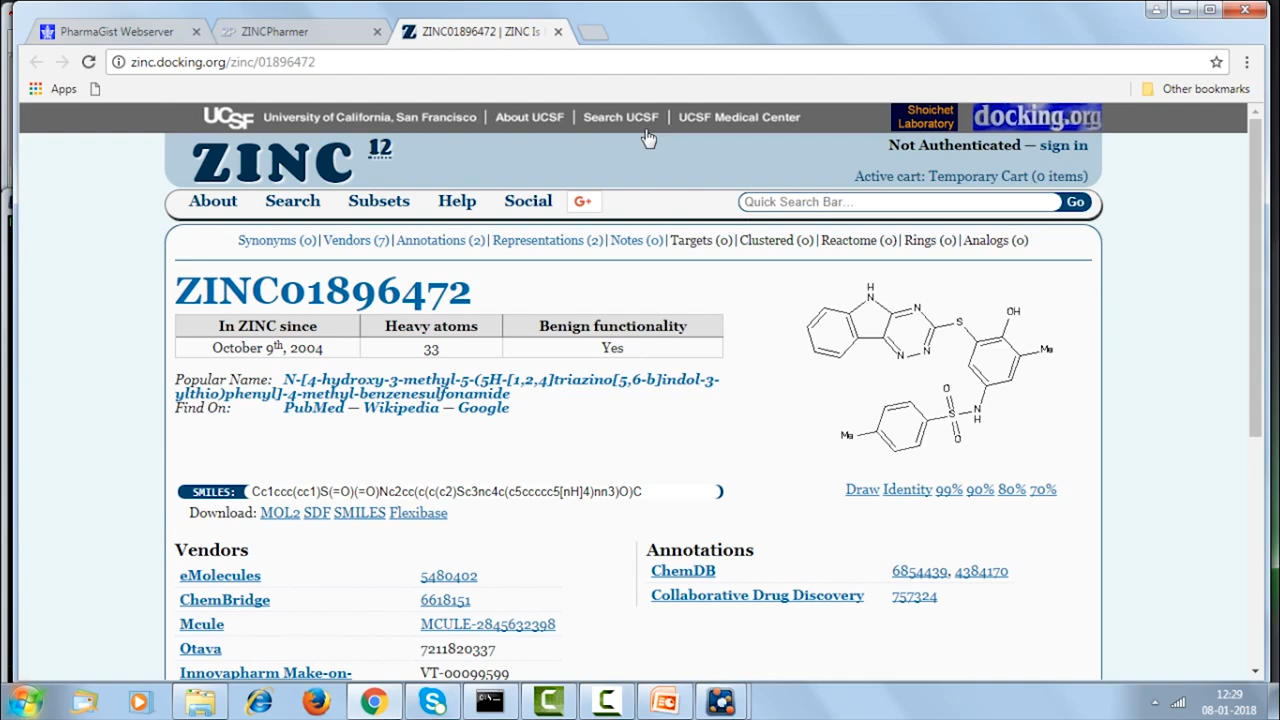 PharmaGist Webserver
ZINCPharmer
ZINC01896472 | ZINC Is
zinc.docking.org/zinc/01896472
Apps
Other bookmarks
UCSF University of California, San Francisco | About UCSF | Search UCSF | UCSF Medical Center
Shoichet
Laboratory
docking.org
ZINC 12
Not Authenticated — sign in
Active cart: Temporary Cart (0 items)
About Search Subsets Help Social G+
Quick Search Bar... Go
Synonyms (0)| Vendors (7)| Annotations (2)| Representations (2)| Notes (0)| Targets (0)| Clustered (0)| Reactome (0)| Rings (0)| Analogs (0)
ZINC01896472
In ZINC since Heavy atoms Benign functionality
October 9th, 2004 33 Yes
Popular Name: N-[4-hydroxy-3-methyl-5-(5H-[1,2,4]triazino[5,6-b]indol-3-
ylthio)phenyl]-4-methyl-benzenesulfonamide
Find On: PubMed — Wikipedia — Google
H
N
N
N
N
S
OH
Me
O
S
N
H
O
Me
SMILES: Cc1ccc(cc1)S(=O)(=O)Nc2cc(c(c(c2)Sc3nc4c(c5ccccc5[nH]4)nn3)O)C
Download: MOL2 SDF SMILES Flexibase
Draw Identity 99% 90% 80% 70%
Vendors
eMolecules 5480402
ChemBridge 6618151
Mcule MCULE-2845632398
Otava 7211820337
Innovapharm Make-on- VT-00099599
Annotations
ChemDB 6854439, 4384170
Collaborative Drug Discovery 757324
12:29
08-01-2018